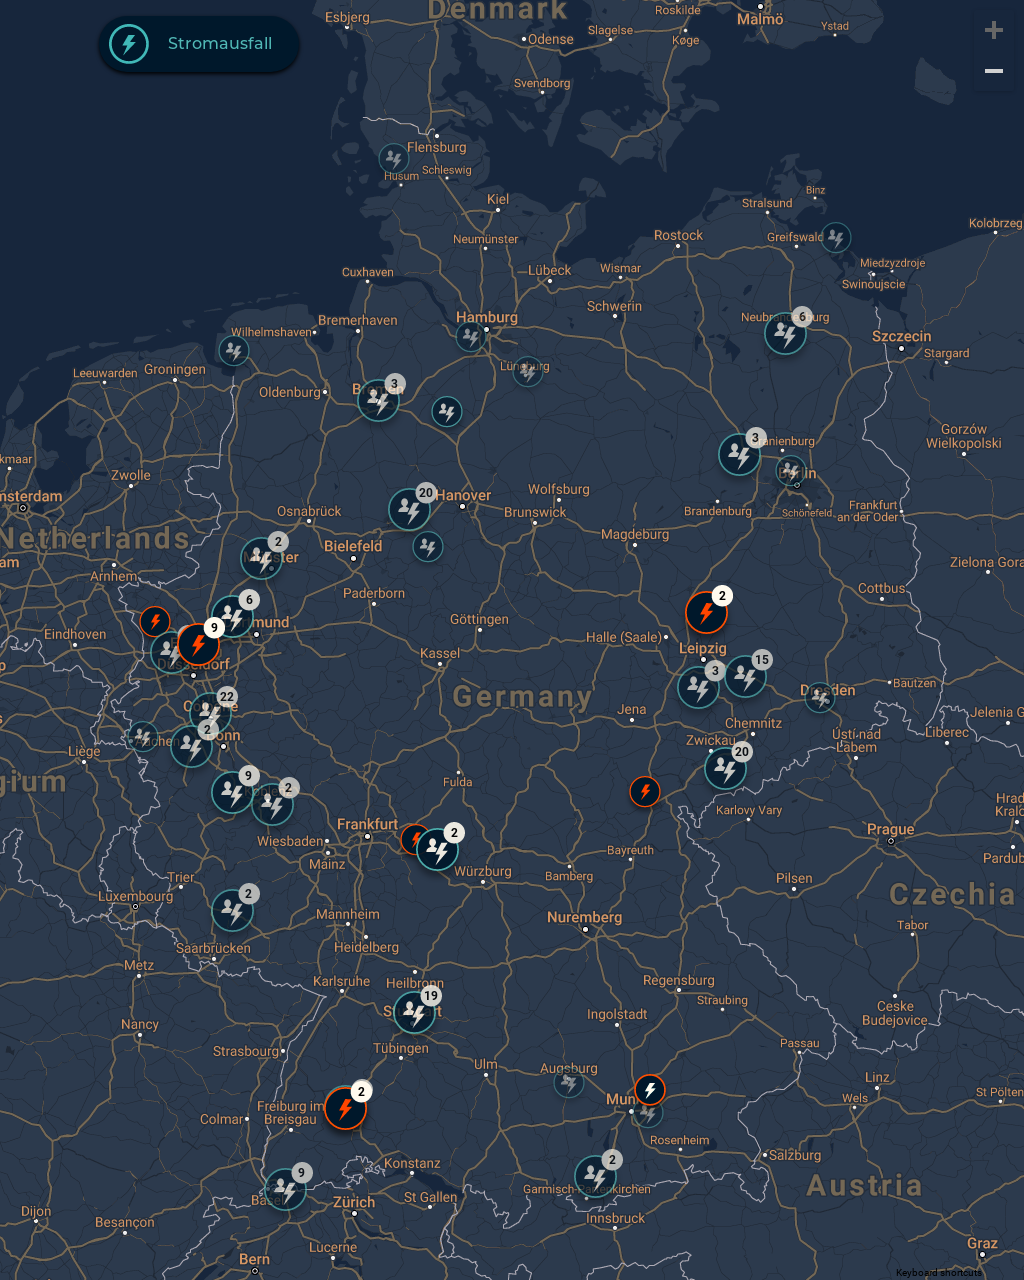 Denmark
Esbjerg
Roskilde
Malmö
Stromausfall
Odense
Slagelse
Køge
Ystad
Svendborg
Flensburg
Husum
Schleswig
Kiel
Binz
Stralsund
Kolobrzeg
Neumünster
Rostock
Greifswald
Cuxhaven
Lübeck
Wismar
Miedzyzdroje
Swinoujscie
Schwerin
Wilhelmshaven
Bremerhaven
Hamburg
Neubrandenburg
6
Szczecin
Stargard
Leeuwarden
Groningen
Lüneburg
Oldenburg
Bremen
3
Gorzów
Wielkopolski
3
Oranienburg
kmaar
Zwolle
Berlin
msterdam
20
Hanover
Wolfsburg
Osnabrück
Brunswick
Brandenburg
Schönefeld
Frankfurt
an der Oder
Netherlands
am
2
Münster
Bielefeld
Magdeburg
Zielona Gora
Arnhem
Cottbus
6
Paderborn
2
Eindhoven
9
Dortmund
Göttingen
Halle (Saale)
Leipzig
Düsseldorf
Kassel
3
15
Germany
22
Cologne
Dresden
Bautzen
Jena
Jelenia G
2
Aachen
Bonn
Chemnitz
Liège
Zwickau
20
Ústí nad
Labem
Liberec
gium
9
2
Koblenz
Fulda
Karlovy Vary
Hrad
Kralo
Frankfurt
2
Prague
Wiesbaden
Mainz
Würzburg
Bayreuth
Bamberg
Pardub
Trier
Pilsen
Luxembourg
2
Czechia
Mannheim
Nuremberg
Tabor
Saarbrücken
Heidelberg
Metz
Karlsruhe
Heilbronn
Regensburg
19
Stuttgart
Straubing
Ceske
Budejovice
Nancy
Ingolstadt
Strasbourg
Tübingen
Passau
Ulm
Augsburg
Linz
2
Munich
Wels
St Pölten
Colmar
Freiburg im
Breisgau
Rosenheim
Salzburg
9
Konstanz
2
Garmisch-Partenkirchen
Austria
Basel
Zürich
St Gallen
Dijon
Besançon
Innsbruck
Lucerne
Bern
Graz
Keyboard shortcuts